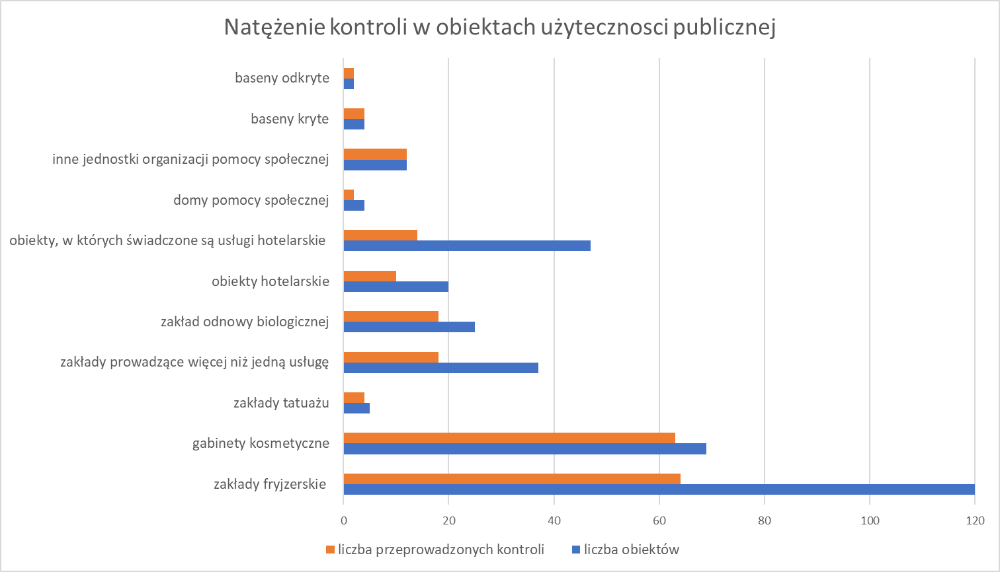 Natężenie kontroli w obiektach użytecznosci publicznej
baseny odkryte
baseny kryte
inne jednostki organizacji pomocy społecznej
domy pomocy społecznej
obiekty, w których świadczone są usługi hotelarskie
obiekty hotelarskie
zakład odnowy biologicznej
zakłady prowadzące więcej niż jedną usługę
zakłady tatuażu
gabinety kosmetyczne
zakłady fryjzerskie
0 20 40 60 80 100 120
liczba przeprowadzonych kontroli liczba obiektów